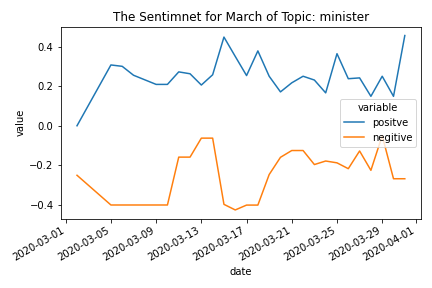 The Sentimnet for March of Topic: minister
value
0.4
0.2
0.0
−0.2
−0.4
variable
positve
negitive
2020-03-01
2020-03-05
2020-03-09
2020-03-13
2020-03-17
2020-03-21
2020-03-25
2020-03-29
2020-04-01
date